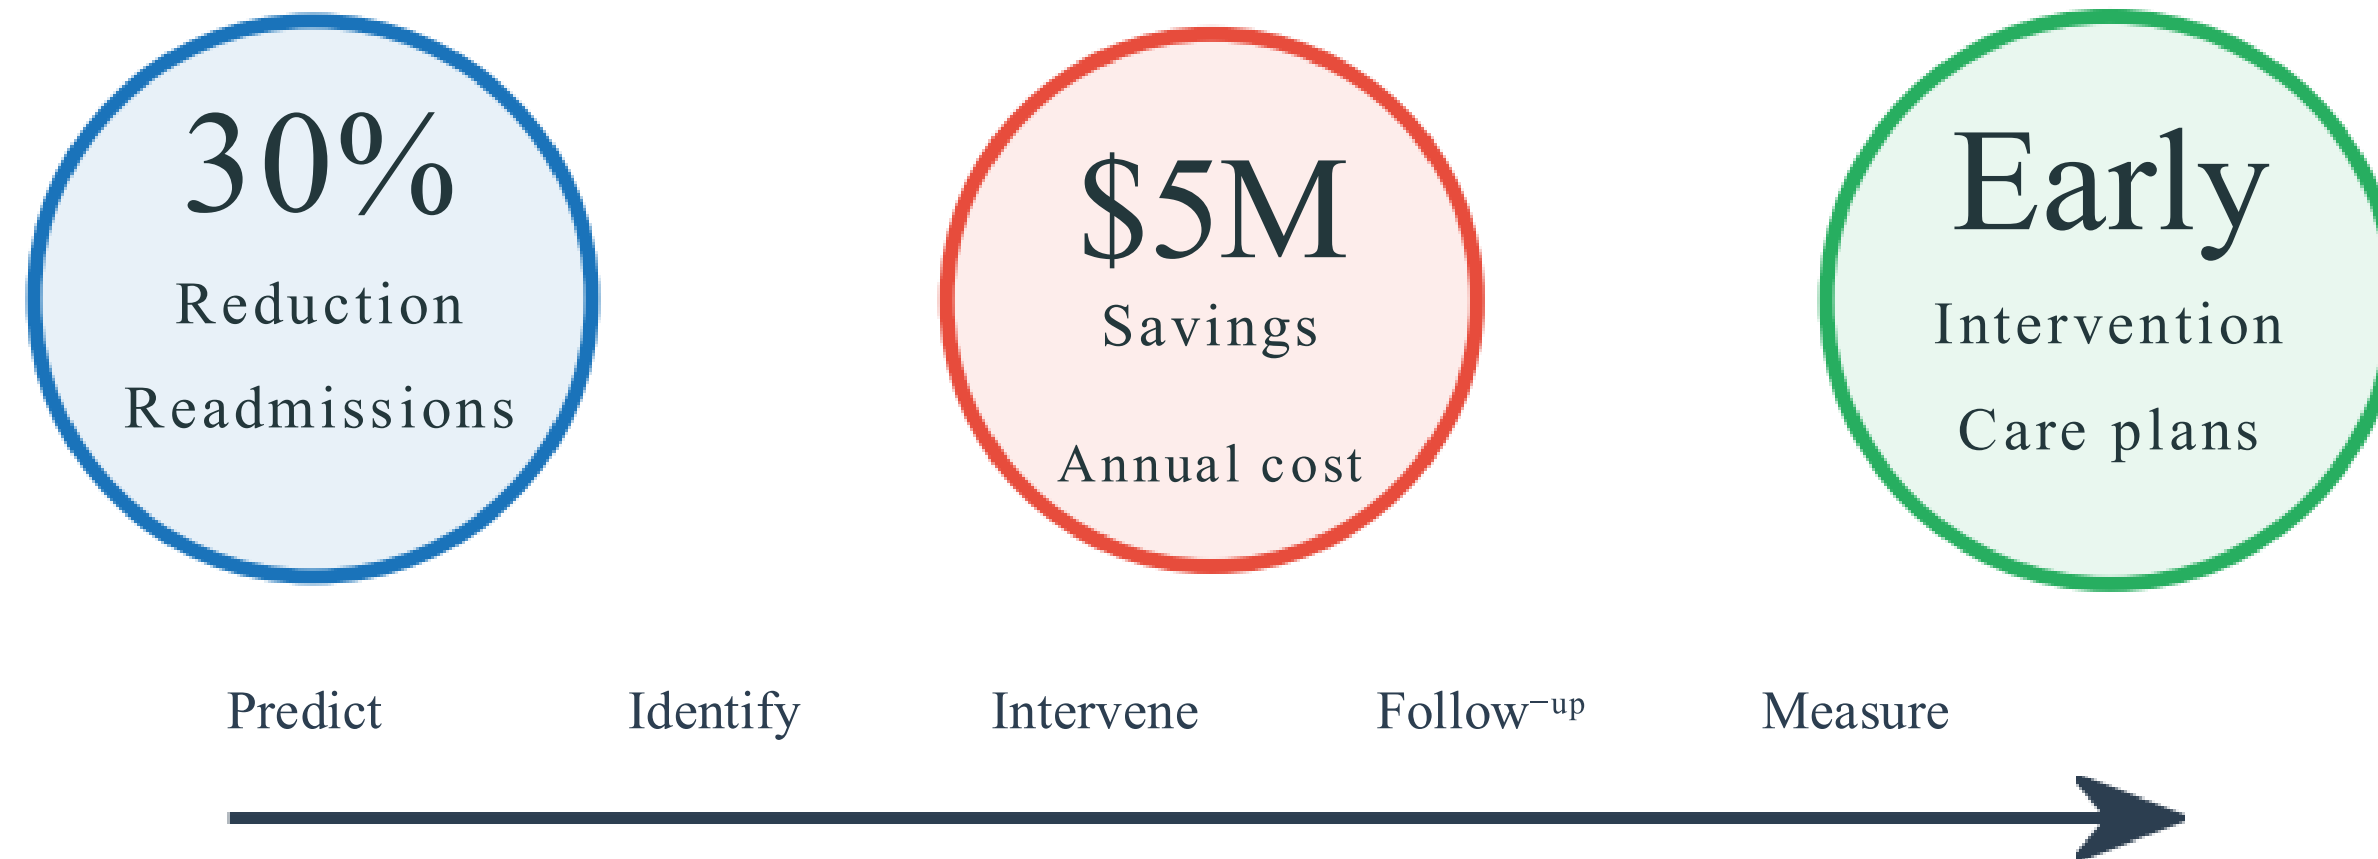 30%
Reduction
Readmissions
$5M
Savings
Annual cost
Early
Intervention
Care plans
Predict Identify Intervene Follow-up Measure